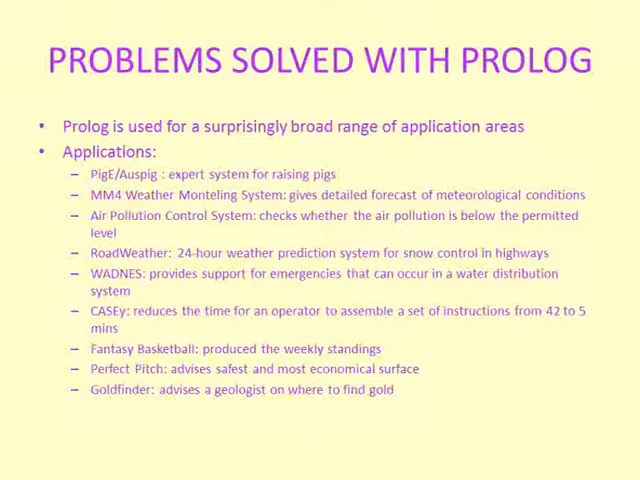 PROBLEMS SOLVED WITH PROLOG
• Prolog is used for a surprisingly broad range of application areas
• Applications:
– PigE/Auspig : expert system for raising pigs
– MM4 Weather Monteling System: gives detailed forecast of meteorological conditions
– Air Pollution Control System: checks whether the air pollution is below the permitted
level
– RoadWeather: 24-hour weather prediction system for snow control in highways
– WADNES: provides support for emergencies that can occur in a water distribution
system
– CASEy: reduces the time for an operator to assemble a set of instructions from 42 to 5
mins
– Fantasy Basketball: produced the weekly standings
– Perfect Pitch: advises safest and most economical surface
– Goldfinder: advises a geologist on where to find gold